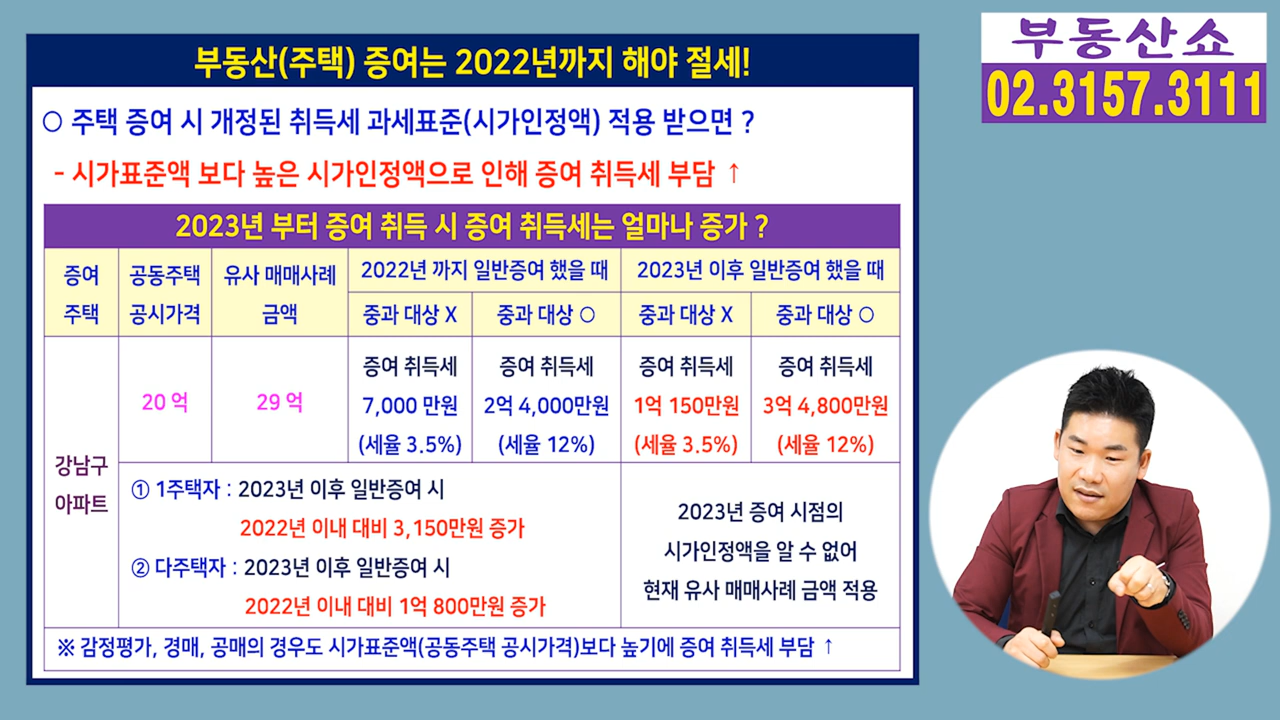 부동산쇼
02.3157.3111
부동산(주택) 증여는 2022년까지 해야 절세!
○ 주택 증여 시 개정된 취득세 과세표준(시가인정액) 적용 받으면 ?
- 시가표준액 보다 높은 시가인정액으로 인해 증여 취득세 부담 ↑
2023년 부터 증여 취득 시 증여 취득세는 얼마나 증가 ?
증여
주택
공동주택
공시가격
유사 매매사례
금액
2022년 까지 일반증여 했을 때
2023년 이후 일반증여 했을 때
중과 대상 X
중과 대상 ○
중과 대상 X
중과 대상 ○
강남구
아파트
20 억
29 억
증여 취득세
7,000 만원
(세율 3.5%)
증여 취득세
2억 4,000만원
(세율 12%)
증여 취득세
1억 150만원
(세율 3.5%)
증여 취득세
3억 4,800만원
(세율 12%)
① 1주택자 : 2023년 이후 일반증여 시
2022년 이내 대비 3,150만원 증가
② 다주택자 : 2023년 이후 일반증여 시
2022년 이내 대비 1억 800만원 증가
2023년 증여 시점의
시가인정액을 알 수 없어
현재 유사 매매사례 금액 적용
※ 감정평가, 경매, 공매의 경우도 시가표준액(공동주택 공시가격)보다 높기에 증여 취득세 부담 ↑